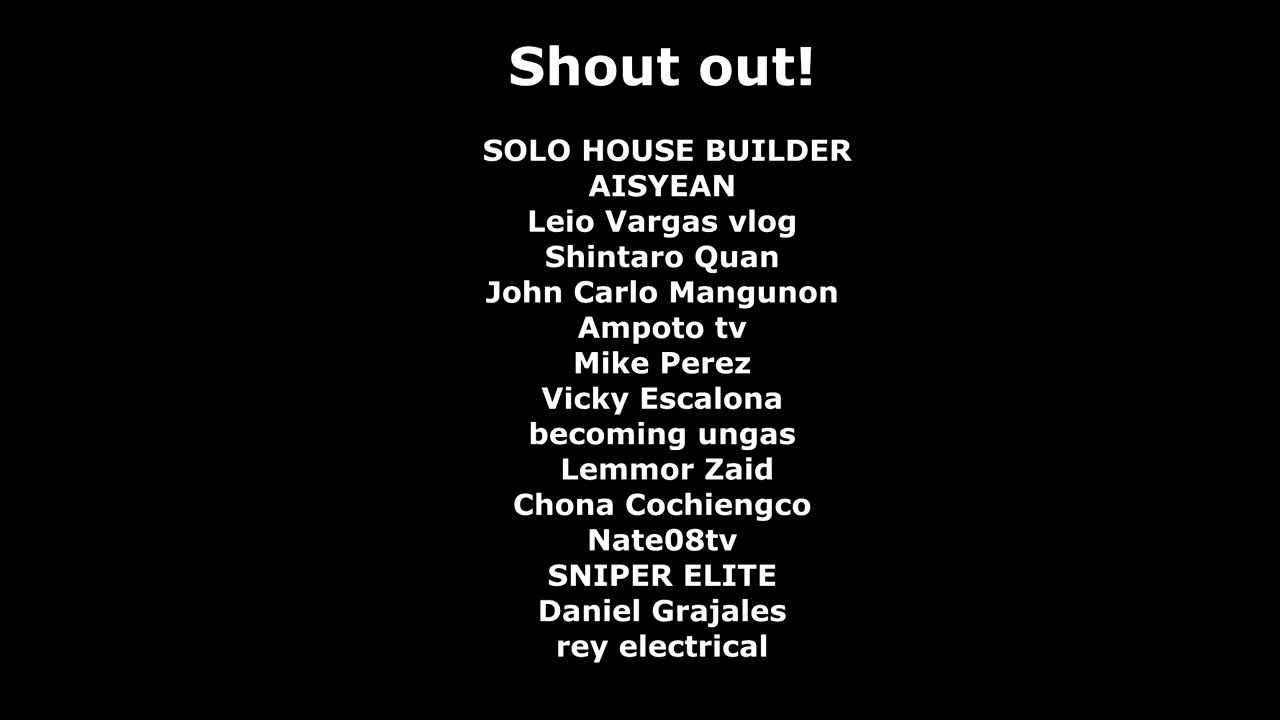 Shout out!
SOLO HOUSE BUILDER
AISYEAN
Leio Vargas vlog
Shintaro Quan
John Carlo Mangunon
Ampoto tv
Mike Perez
Vicky Escalona
becoming ungas
Lemmor Zaid
Chona Cochiengco
Nate08tv
SNIPER ELITE
Daniel Grajales
rey electrical